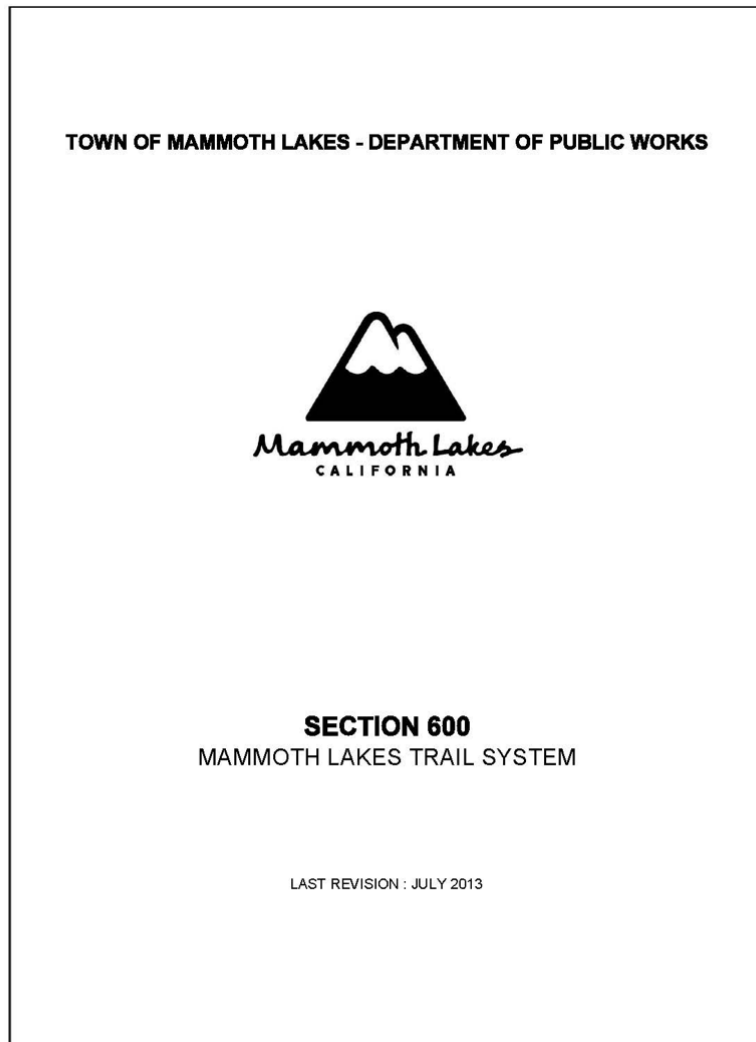 TOWN OF MAMMOTH LAKES - DEPARTMENT OF PUBLIC WORKS
Mammoth Lakes
CALIFORNIA
SECTION 600
MAMMOTH LAKES TRAIL SYSTEM
LAST REVISION : JULY 2013